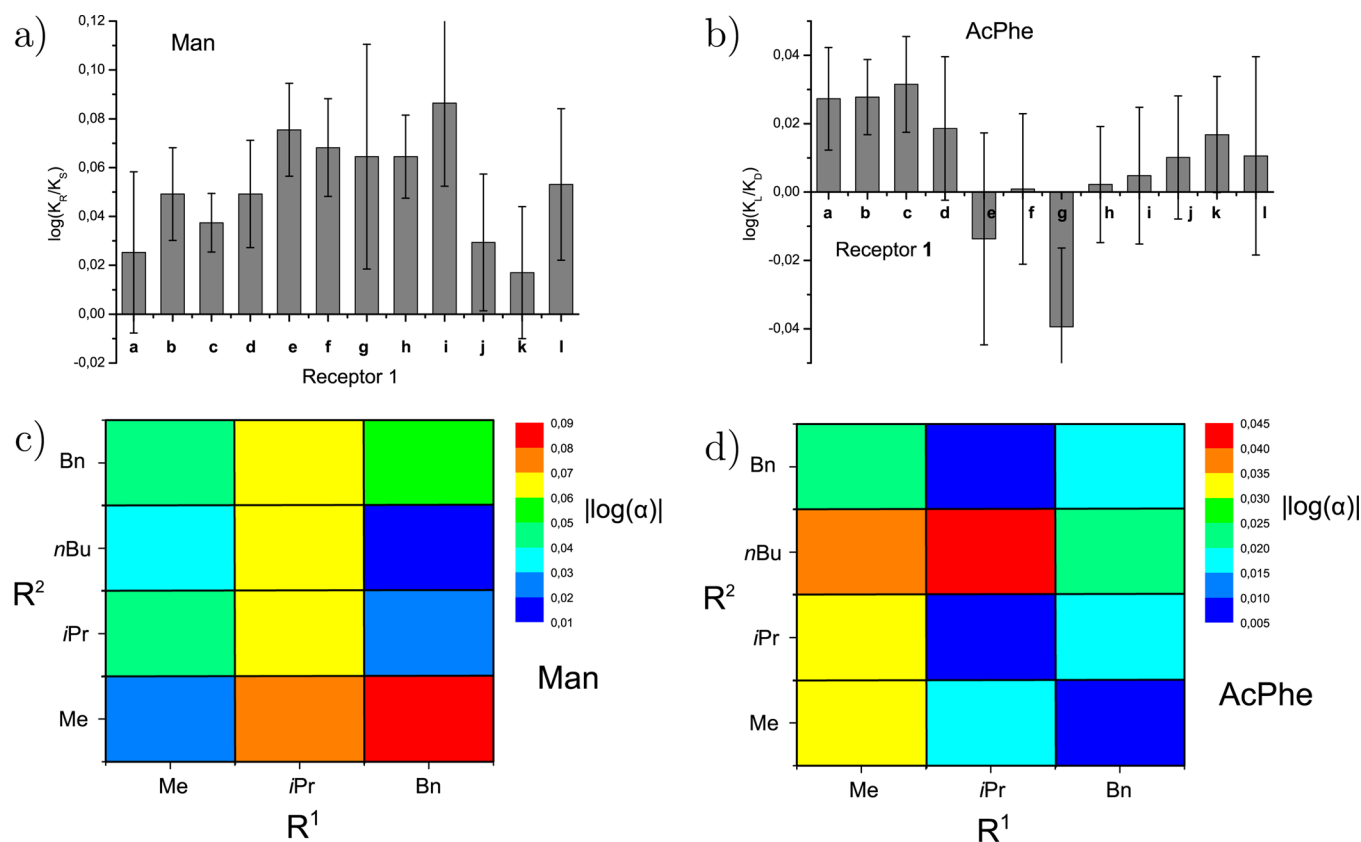 a)
Man
0,12
0,10
0,08
0,06
0,04
0,02
0,00
-0,02
log(K_R/K_S)
a b c d e f g h i j k l
Receptor 1
b)
AcPhe
0,04
0,02
0,00
-0,02
-0,04
log(K_L/K_D)
a b c d e f g h i j k l
Receptor 1
c)
Bn
nBu
iPr
Me
R²
Me iPr Bn
R¹
0,09
0,08
0,07
0,06
0,05
0,04
0,03
0,02
0,01
|log(α)|
Man
d)
Bn
nBu
iPr
Me
R²
Me iPr Bn
R¹
0,045
0,040
0,035
0,030
0,025
0,020
0,015
0,010
0,005
|log(α)|
AcPhe